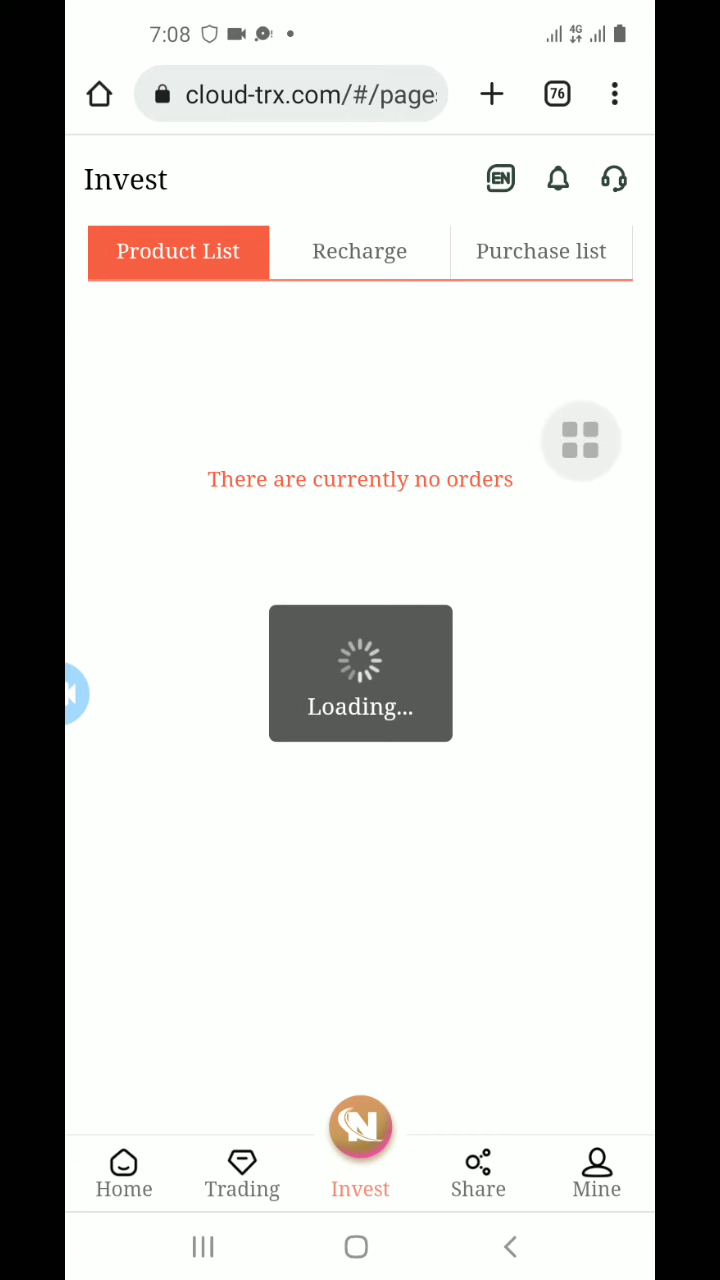 7:08
4G
cloud-trx.com/#/page
76
Invest
EN
Product List
Recharge
Purchase list
There are currently no orders
Loading...
N
Home
Trading
Invest
Share
Mine